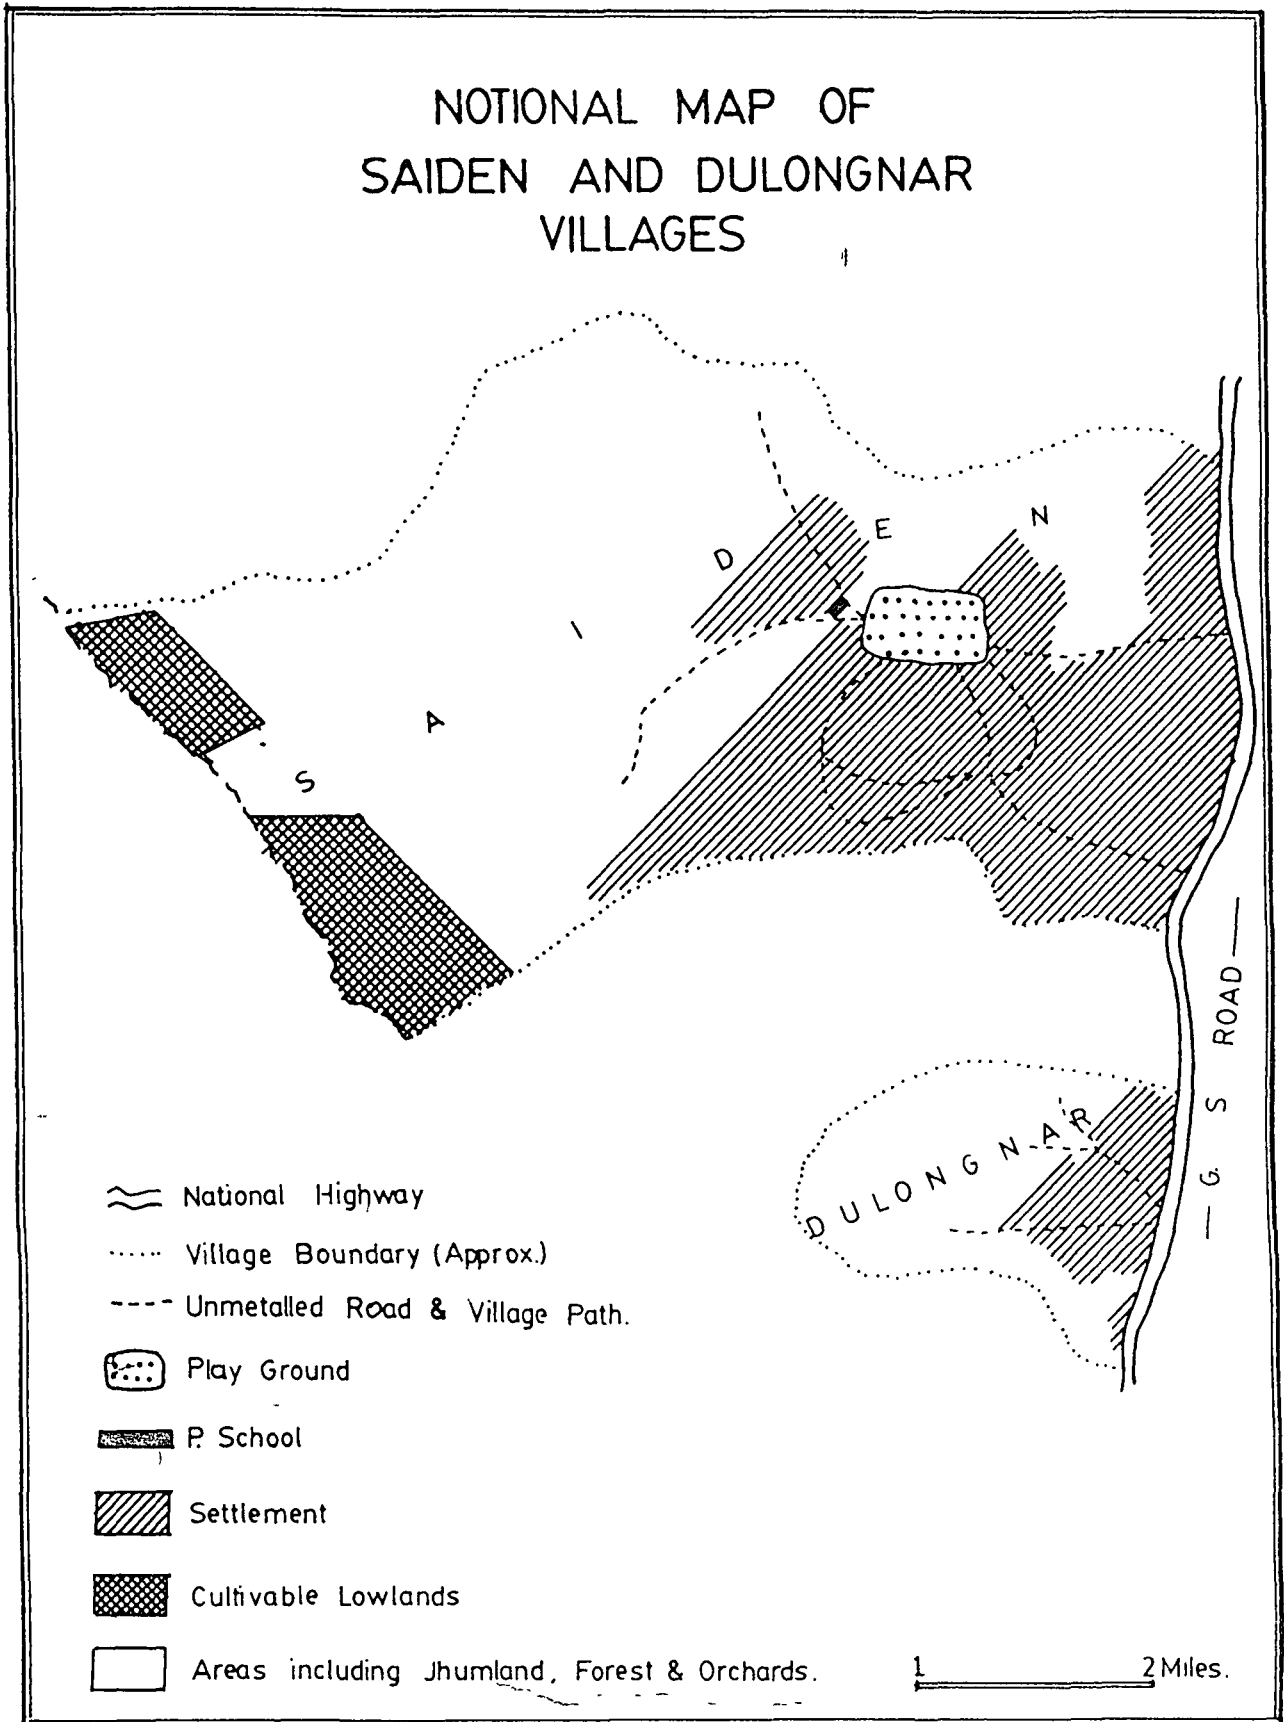 NOTIONAL MAP OF
SAIDEN AND DULONGNAR
VILLAGES
SAIDEN
DULONGNAR
G. S ROAD
National Highway
Village Boundary (Approx.)
Unmetalled Road & Village Path.
Play Ground
P. School
Settlement
Cultivable Lowlands
Areas including Jhumland, Forest & Orchards.
1 2 Miles.